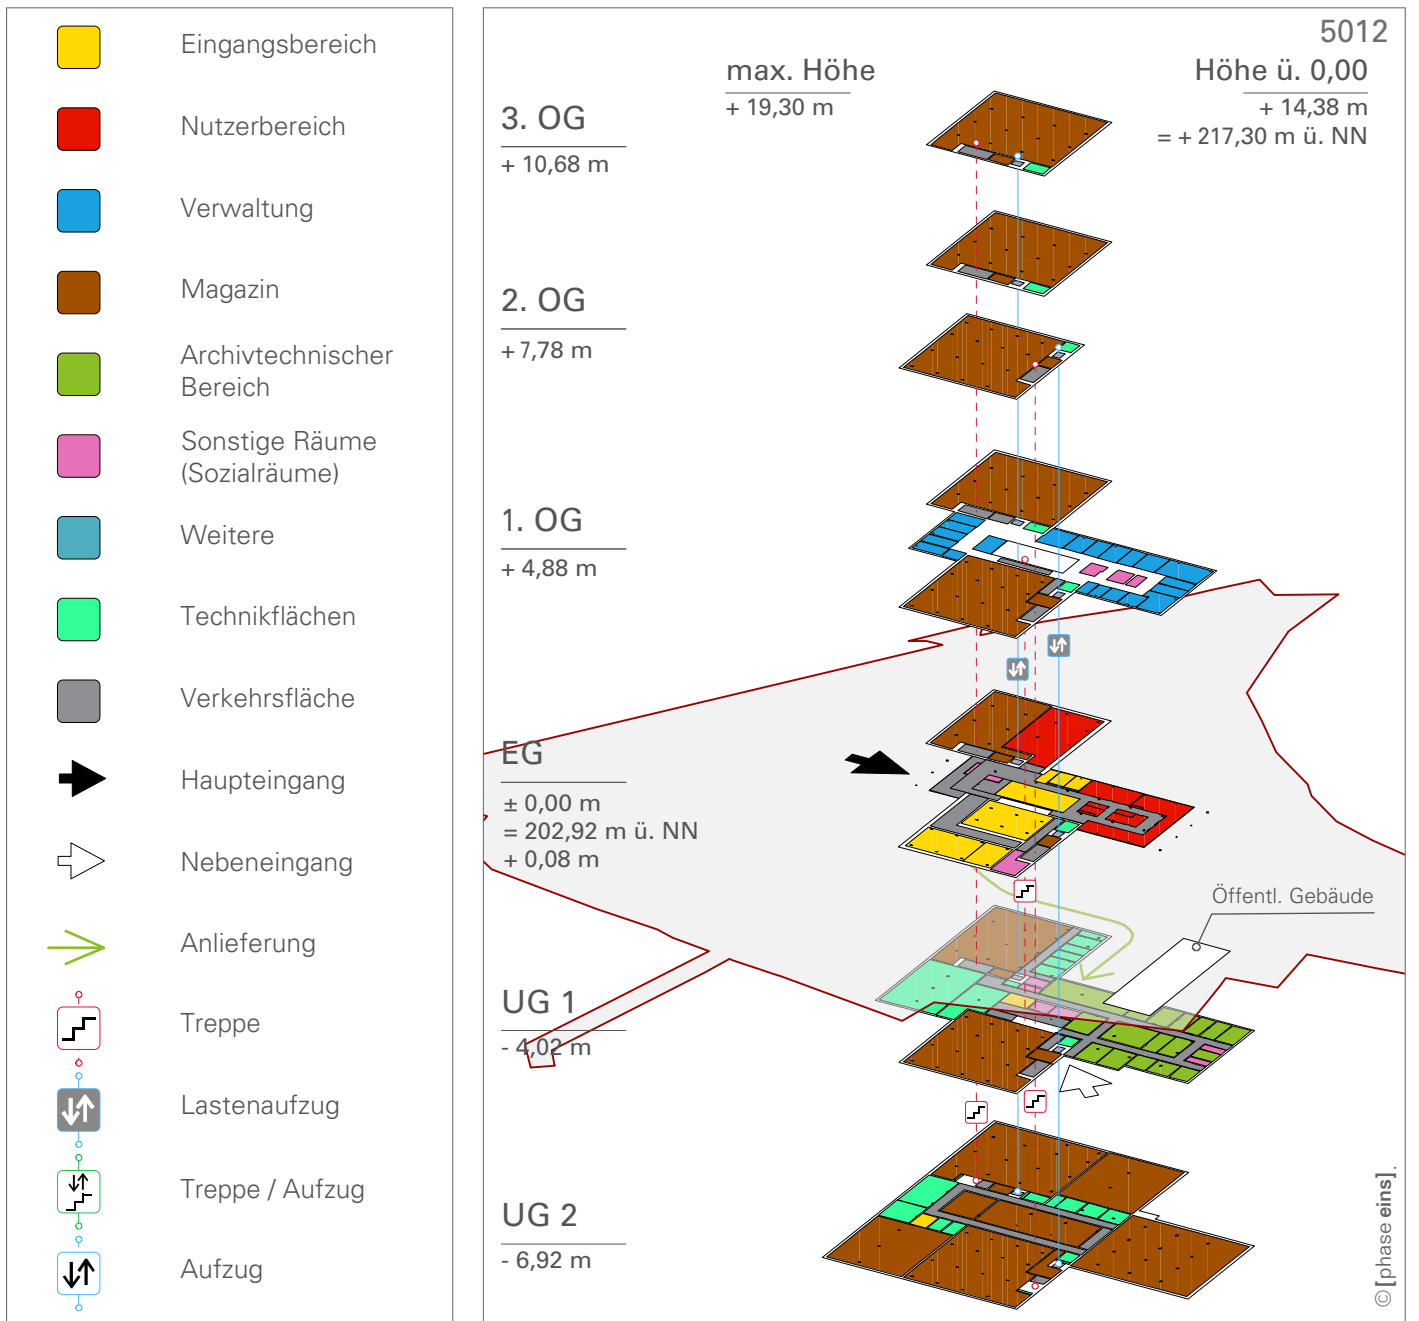 Eingangsbereich
Nutzerbereich
Verwaltung
Magazin
Archivtechnischer
Bereich
Sonstige Räume
(Sozialräume)
Weitere
Technikflächen
Verkehrsfläche
Haupteingang
Nebeneingang
Anlieferung
Treppe
Lastenaufzug
Treppe / Aufzug
Aufzug
5012
max. Höhe
+ 19,30 m
Höhe ü. 0,00
+ 14,38 m
= + 217,30 m ü. NN
3. OG
+ 10,68 m
2. OG
+ 7,78 m
1. OG
+ 4,88 m
EG
± 0,00 m
= 202,92 m ü. NN
+ 0,08 m
Öffentl. Gebäude
UG 1
- 4,02 m
UG 2
- 6,92 m
© [phase eins].